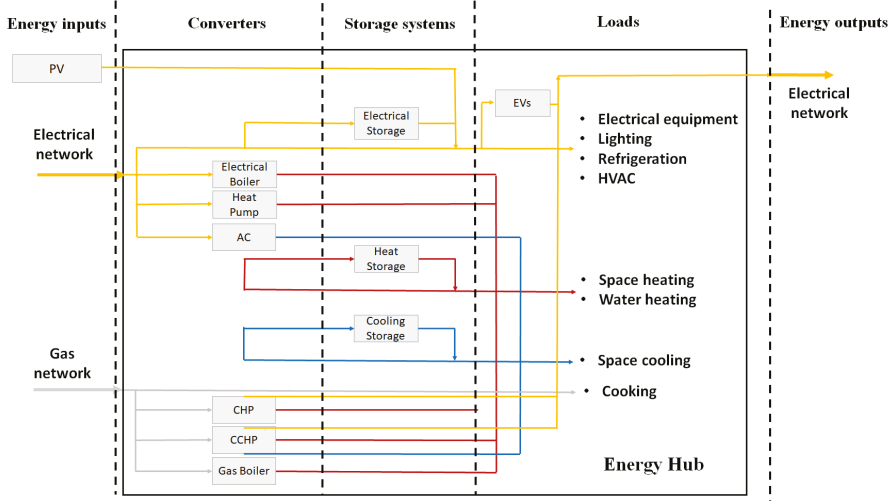 Energy inputs
Converters
Storage systems
Loads
Energy outputs
PV
Electrical
network
Electrical
Storage
EVs
Electrical
network
• Electrical equipment
• Lighting
• Refrigeration
• HVAC
Electrical
Boiler
Heat
Pump
AC
Heat
Storage
• Space heating
• Water heating
Cooling
Storage
• Space cooling
Gas
network
• Cooking
CHP
CCHP
Gas Boiler
Energy Hub